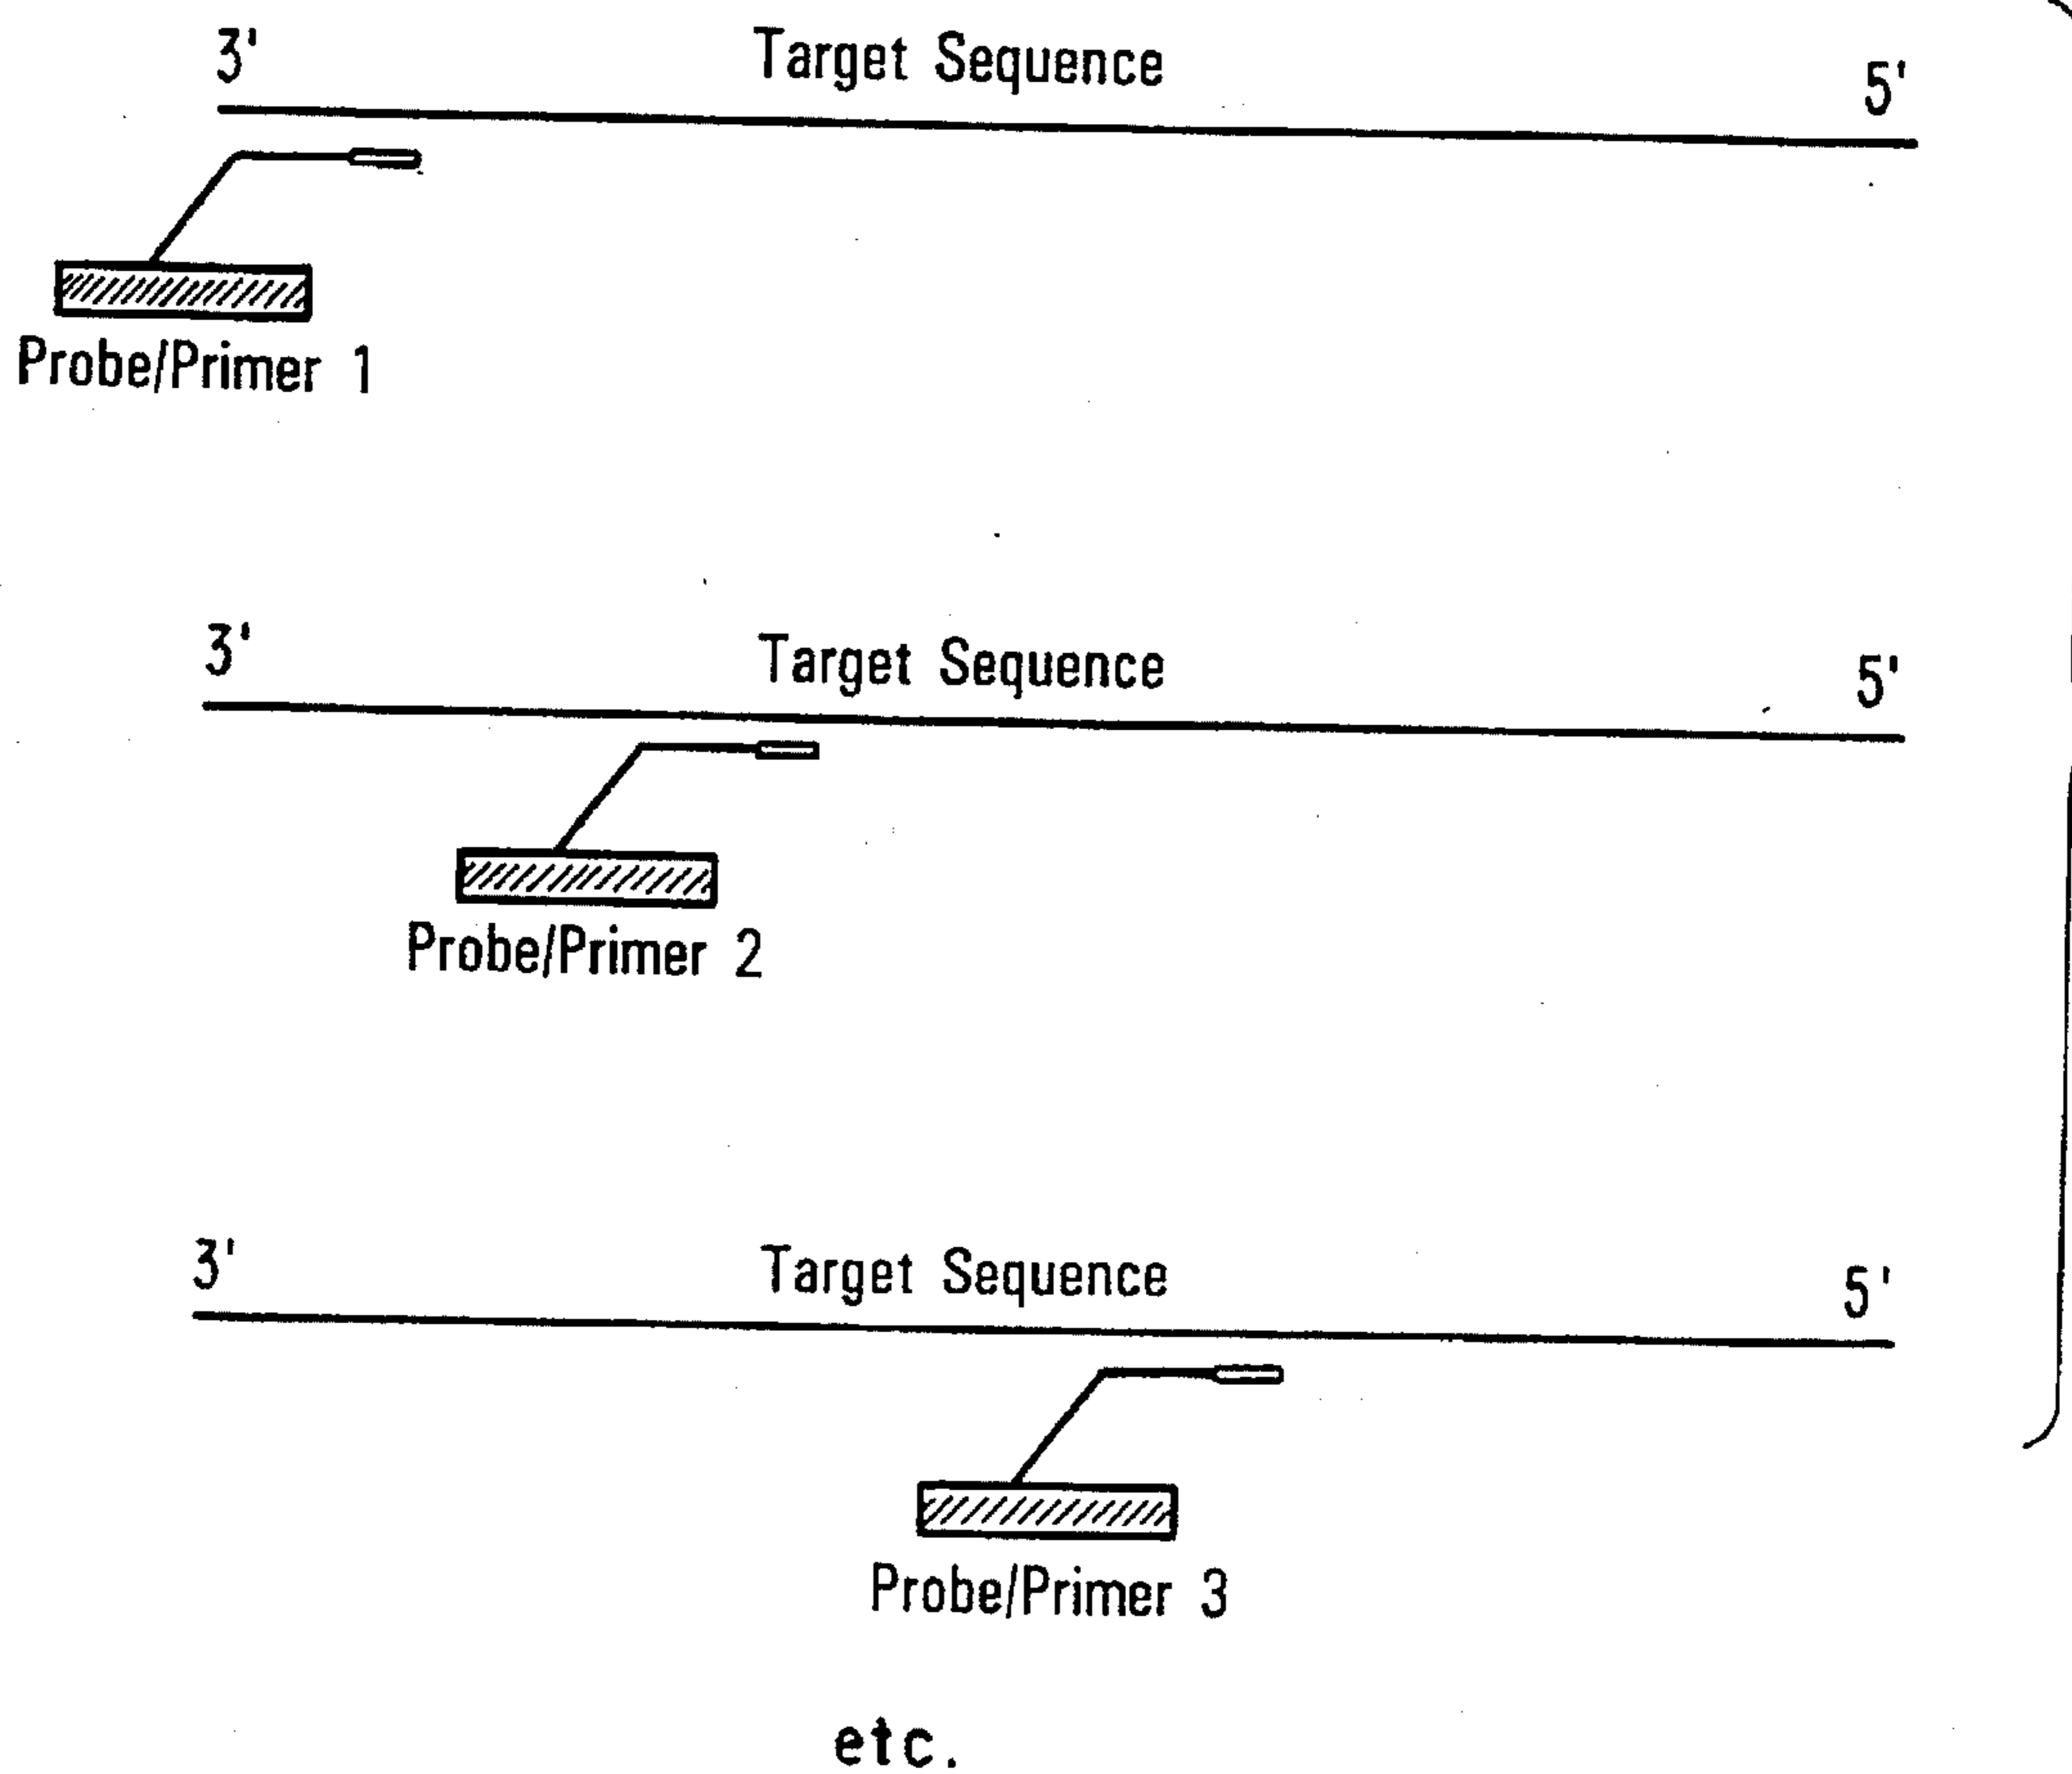 3' Target Sequence 5'
Probe/Primer 1
3' Target Sequence 5'
Probe/Primer 2
3' Target Sequence 5'
Probe/Primer 3
etc.